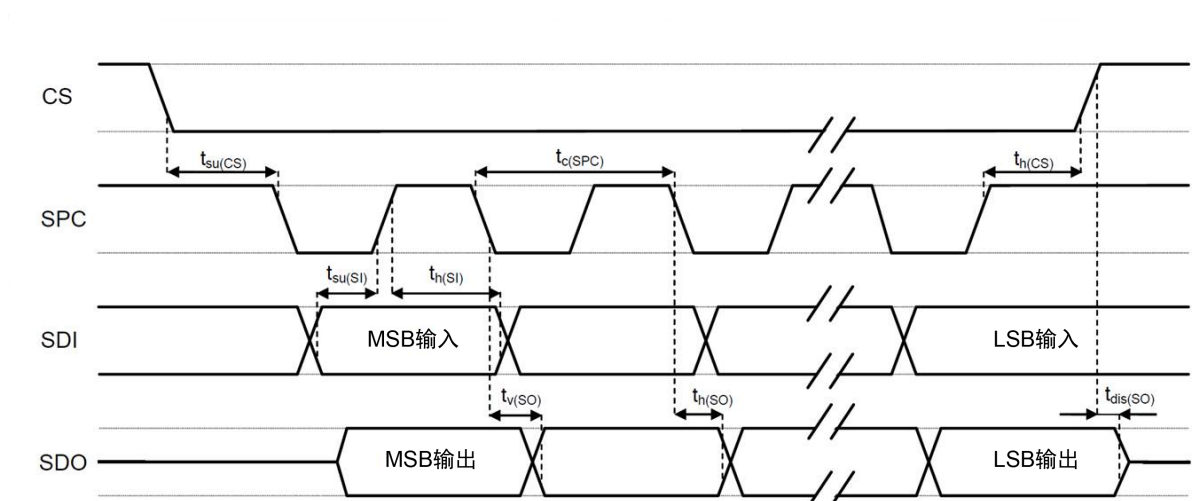 CS
tsu(CS)
tc(SPC)
th(CS)
SPC
tsu(SI)
th(SI)
SDI
MSB输入
LSB输入
tv(SO)
th(SO)
tdis(SO)
SDO
MSB输出
LSB输出